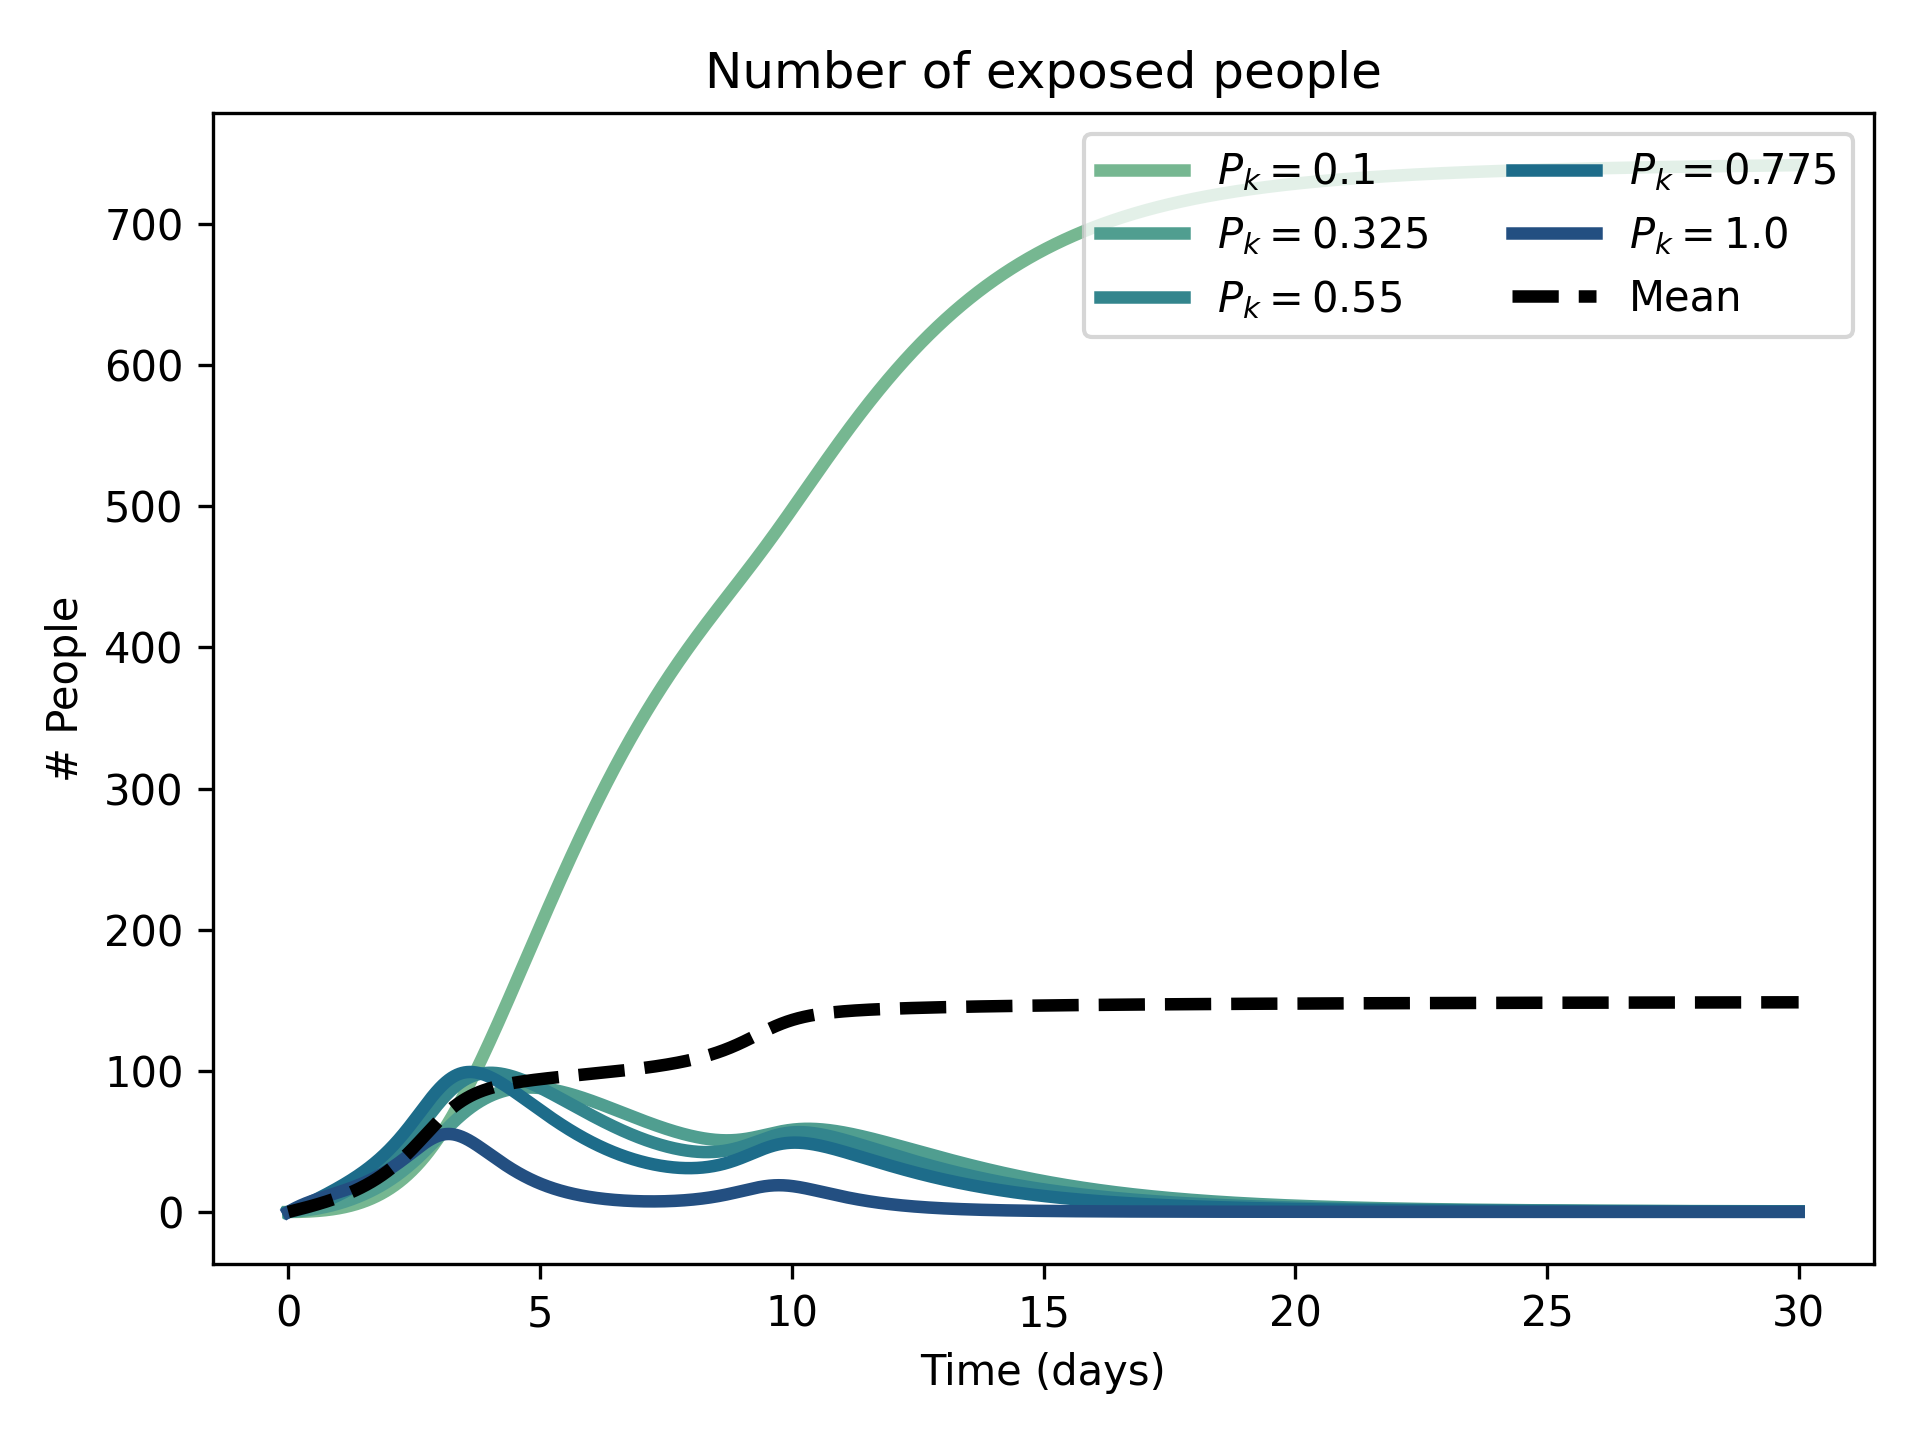 Number of exposed people
P_k = 0.1
P_k = 0.325
P_k = 0.55
P_k = 0.775
P_k = 1.0
Mean
# People
700
600
500
400
300
200
100
0
0 5 10 15 20 25 30
Time (days)